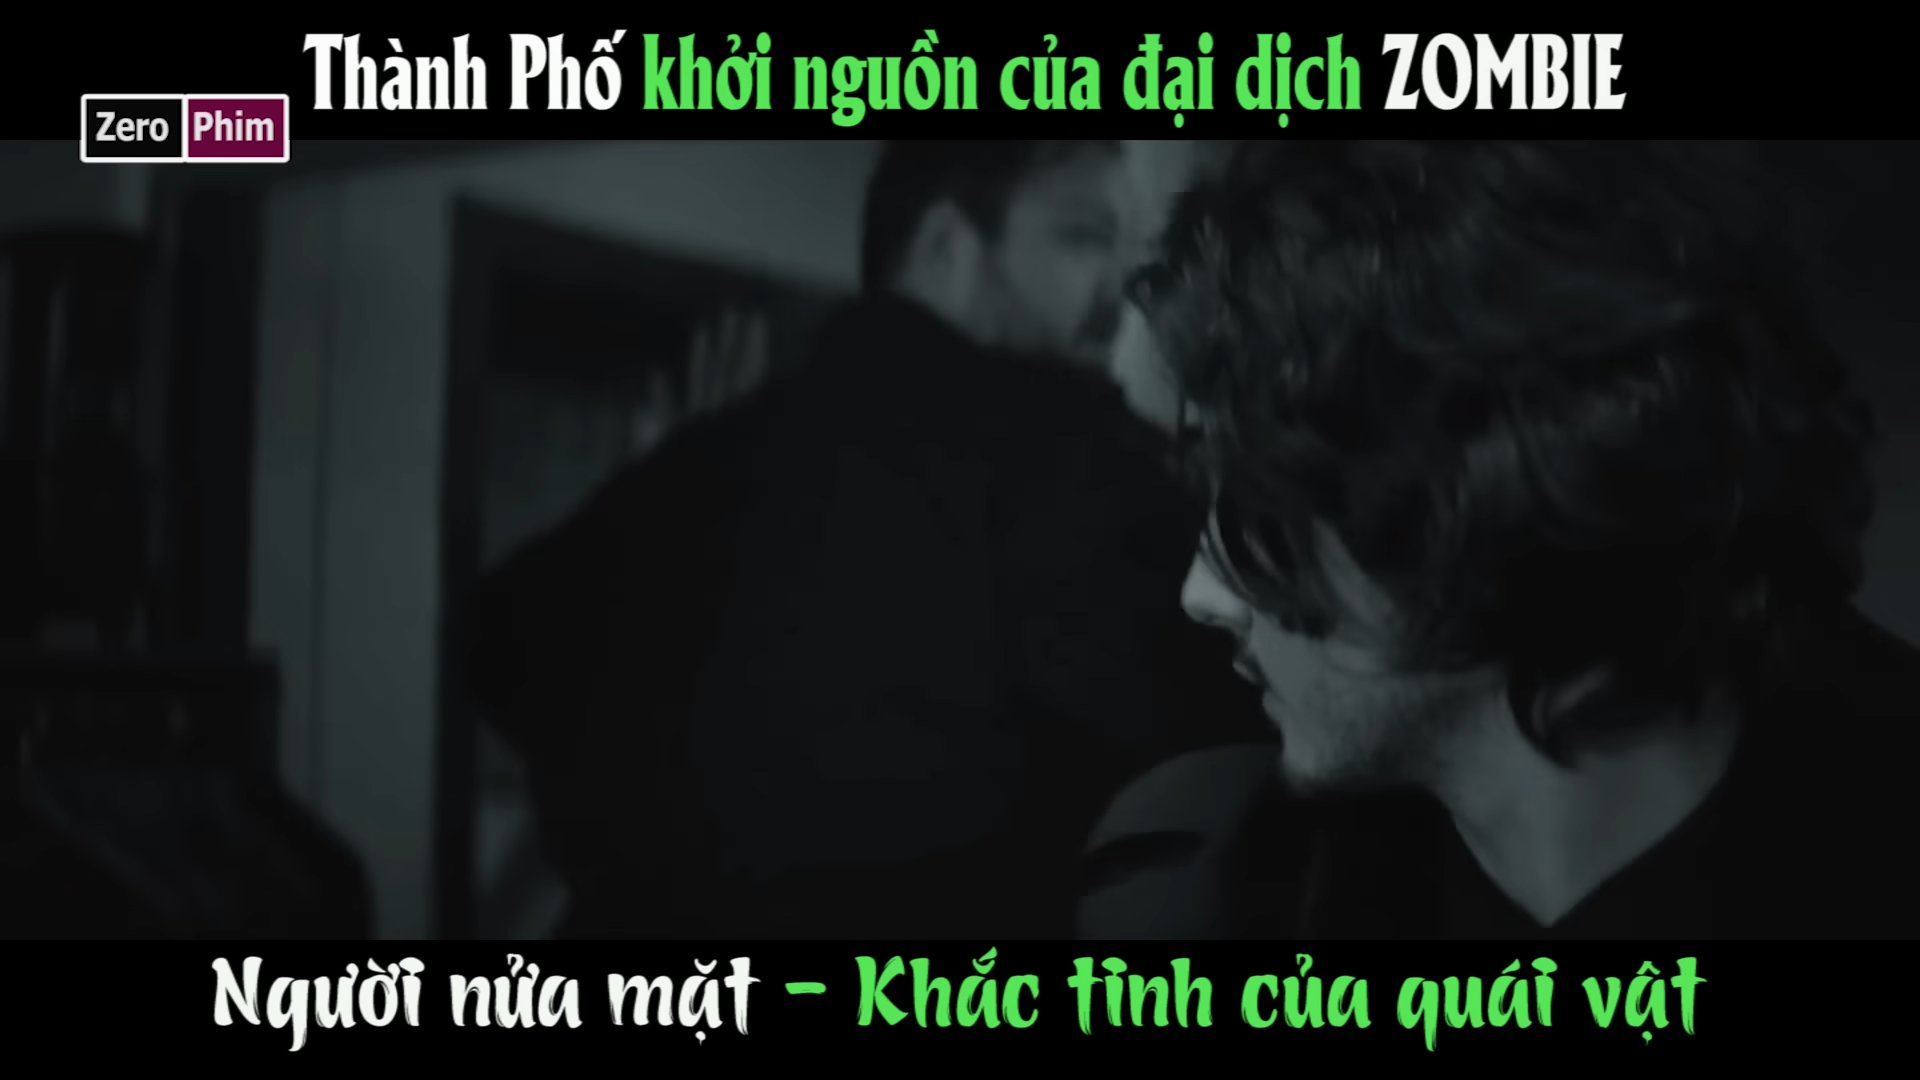 Thành Phố khởi nguồn của đại dịch ZOMBIE
Zero Phim
Người nửa mặt - Khắc tinh của quái vật